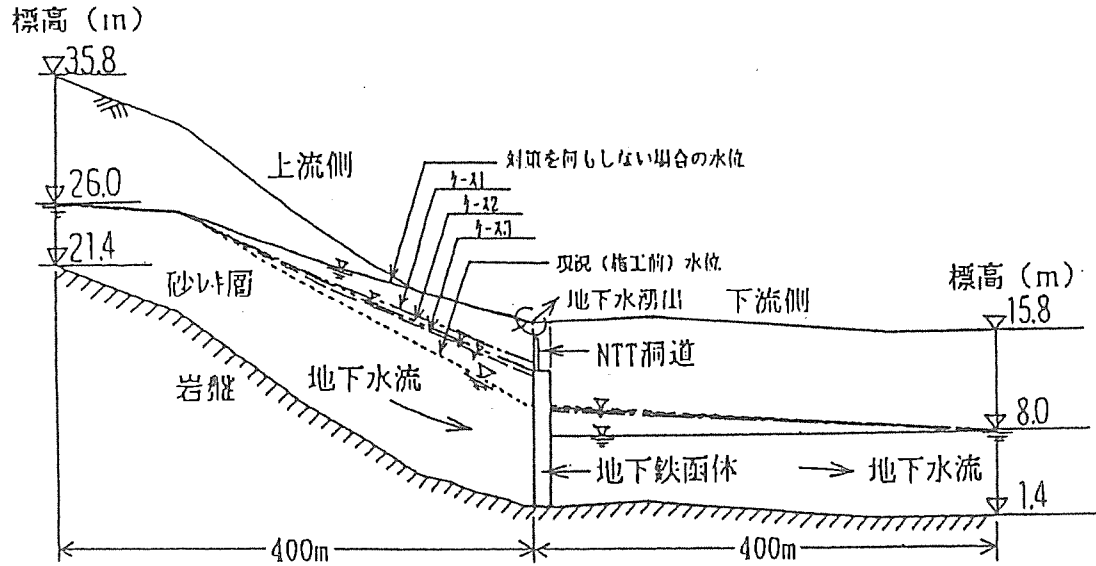 標高（m）
35.8
上流側
対策を何もしない場合の水位
ケース1
ケース2
ケース3
現況（施工前）水位
26.0
21.4
砂レキ層
岩盤
地下水流
地下水湧出
下流側
標高（m）
15.8
NTT洞道
8.0
地下鉄函体
地下水流
1.4
400m
400m